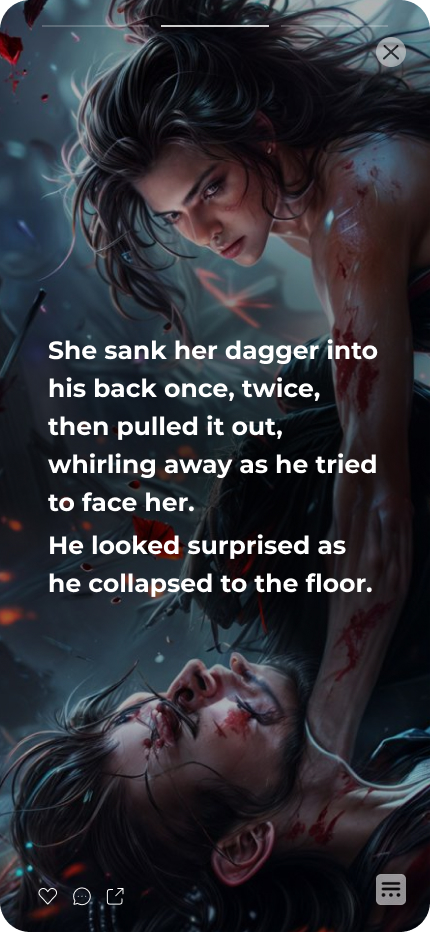 She sank her dagger into
his back once, twice,
then pulled it out,
whirling away as he tried
to face her.
He looked surprised as
he collapsed to the floor.